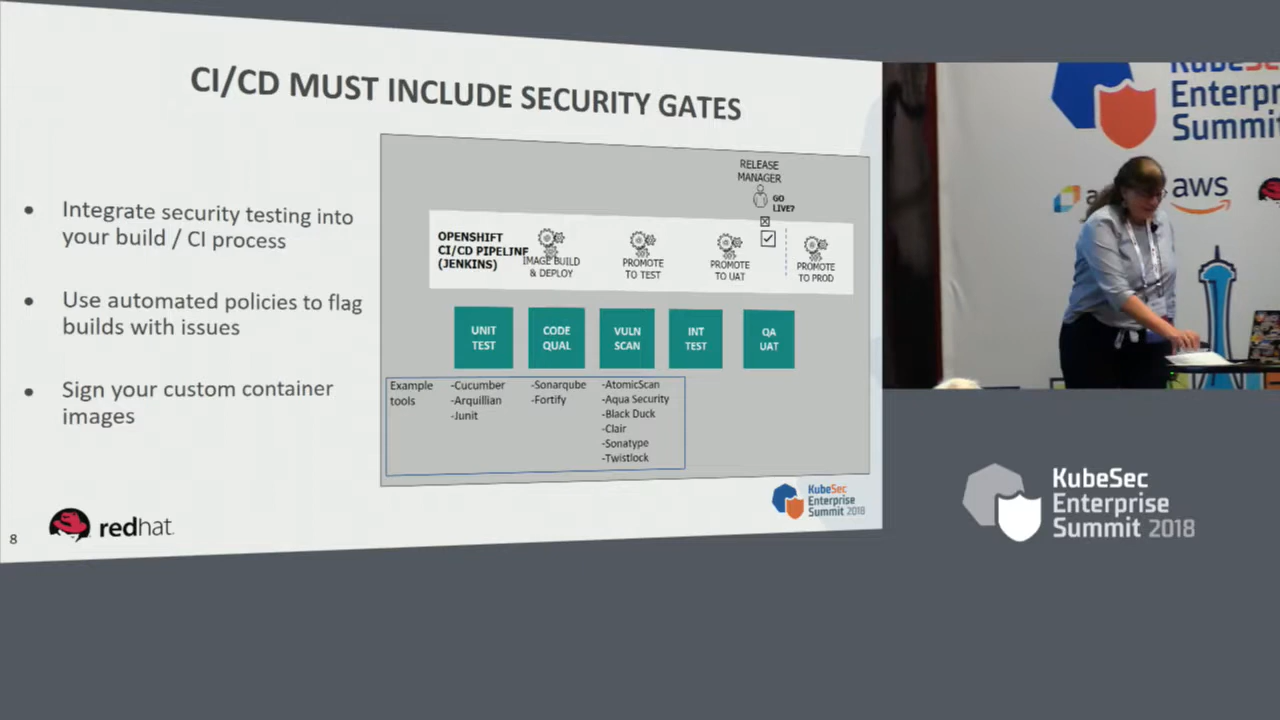 CI/CD MUST INCLUDE SECURITY GATES
Integrate security testing into
your build / CI process
Use automated policies to flag
builds with issues
Sign your custom container
images
RELEASE
MANAGER
GO
LIVE?
OPENSHIFT
CI/CD PIPELINE
(JENKINS)
IMAGE BUILD
& DEPLOY
PROMOTE
TO TEST
PROMOTE
TO UAT
PROMOTE
TO PROD
UNIT
TEST
CODE
QUAL
VULN
SCAN
INT
TEST
QA
UAT
Example
tools
-Cucumber
-Arquillian
-Junit
-Sonarqube
-Fortify
-AtomicScan
-Aqua Security
-Black Duck
-Clair
-Sonatype
-Twistlock
KubeSec
Enterprise
Summit 2018
redhat.
8
KubeSec
Enterpr
Summit
aws
KubeSec
Enterprise
Summit 2018